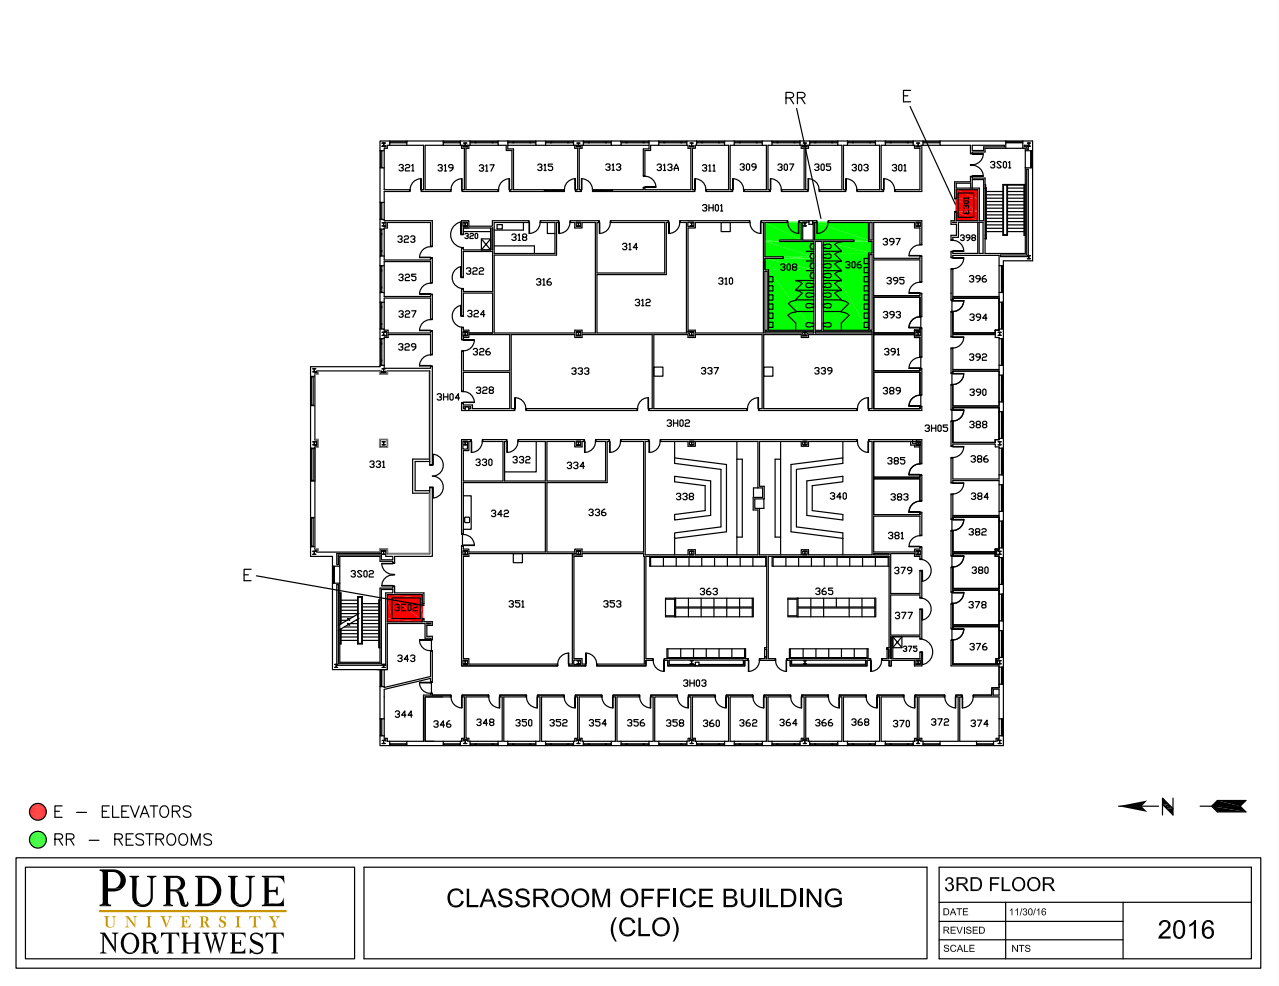 RR
E
321 319 317 315 313 313A 311 309 307 305 303 301 3S01
3H01
E301
398
323 320 318 314 308 306 397
325 322 316 312 310 395 396
327 324 393 394
329 326 333 337 339 391 392
328 389 390
3H04 3H02 3H05 388
331 330 332 334 338 340 385 386
342 336 383 384
381 382
3S02 351 353 363 365 379 380
E
3E02 377 378
343 375 376
3H03
344 346 348 350 352 354 356 358 360 362 364 366 368 370 372 374
N
E - ELEVATORS
RR - RESTROOMS
PURDUE
UNIVERSITY
NORTHWEST
CLASSROOM OFFICE BUILDING
(CLO)
3RD FLOOR
DATE 11/30/16
REVISED
SCALE NTS
2016